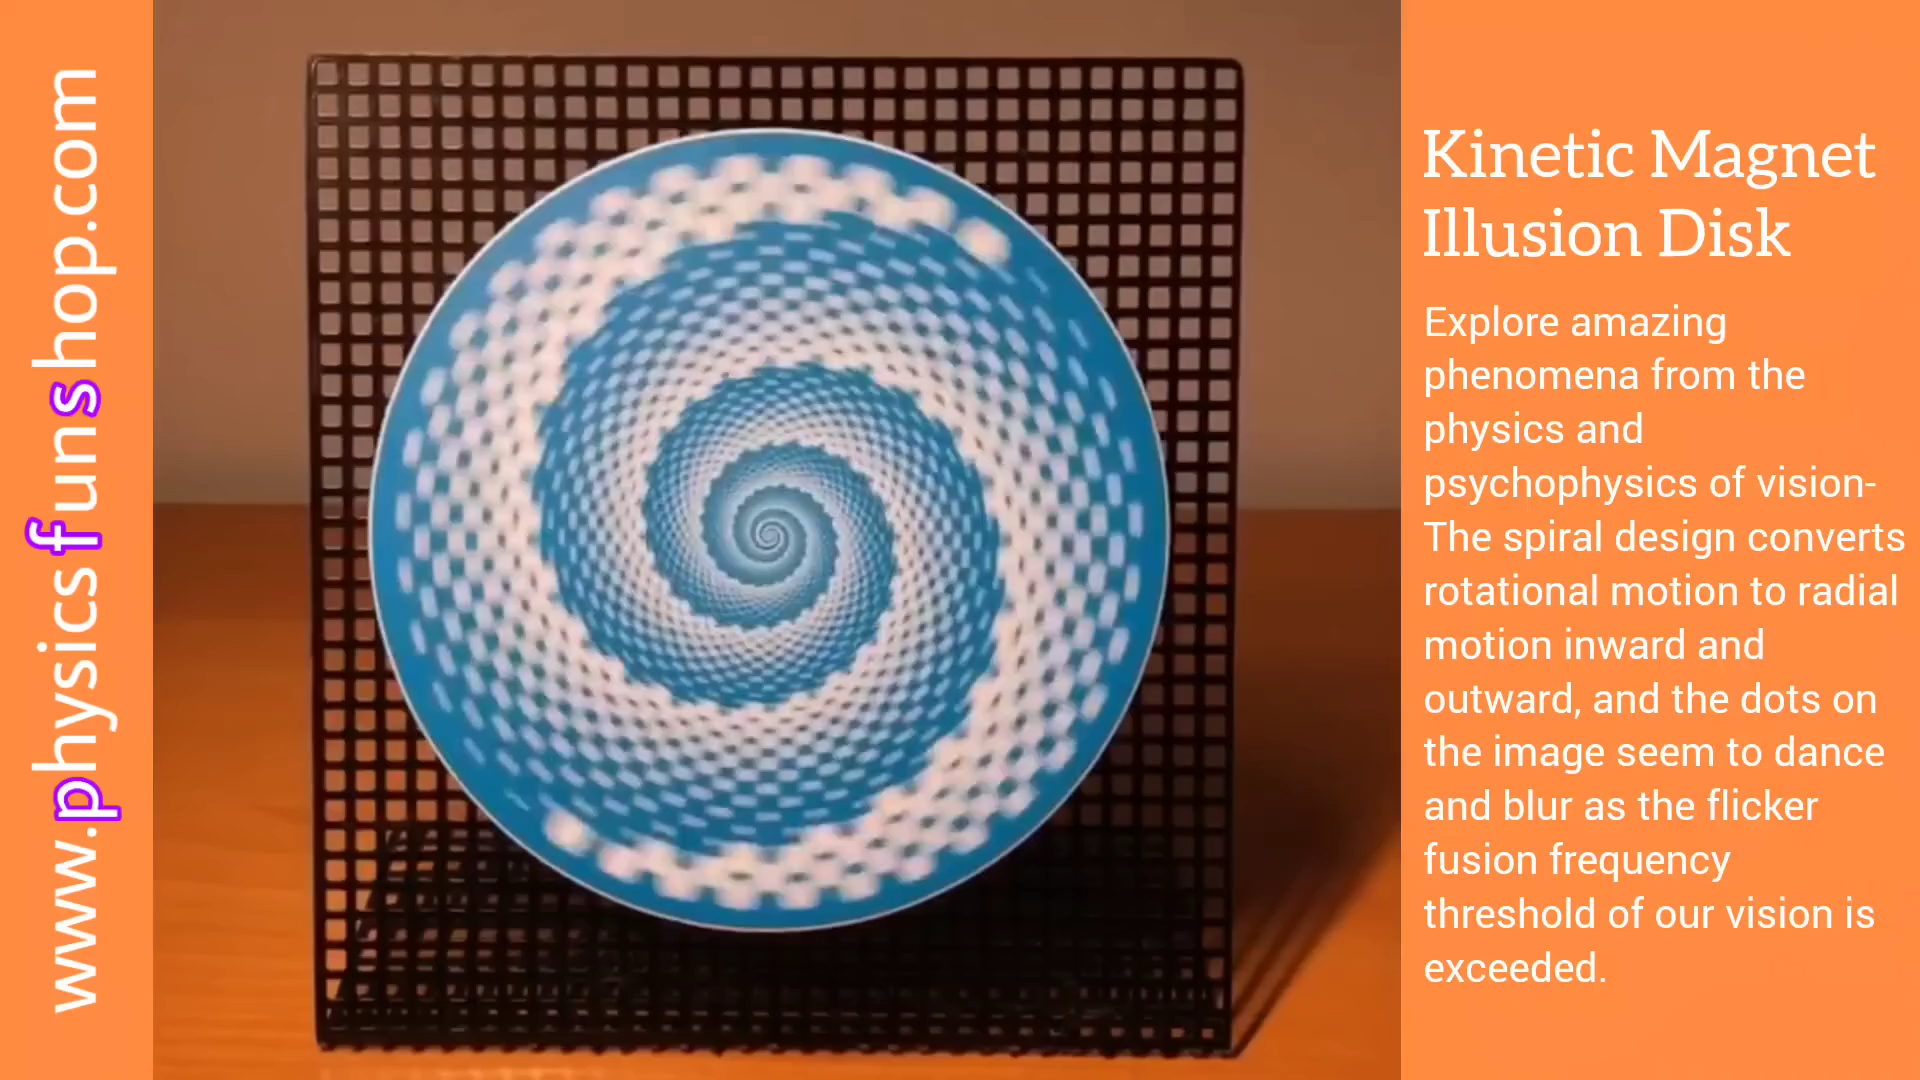 www.physicsfunshop.com
Kinetic Magnet
Illusion Disk
Explore amazing
phenomena from the
physics and
psychophysics of vision-
The spiral design converts
rotational motion to radial
motion inward and
outward, and the dots on
the image seem to dance
and blur as the flicker
fusion frequency
threshold of our vision is
exceeded.